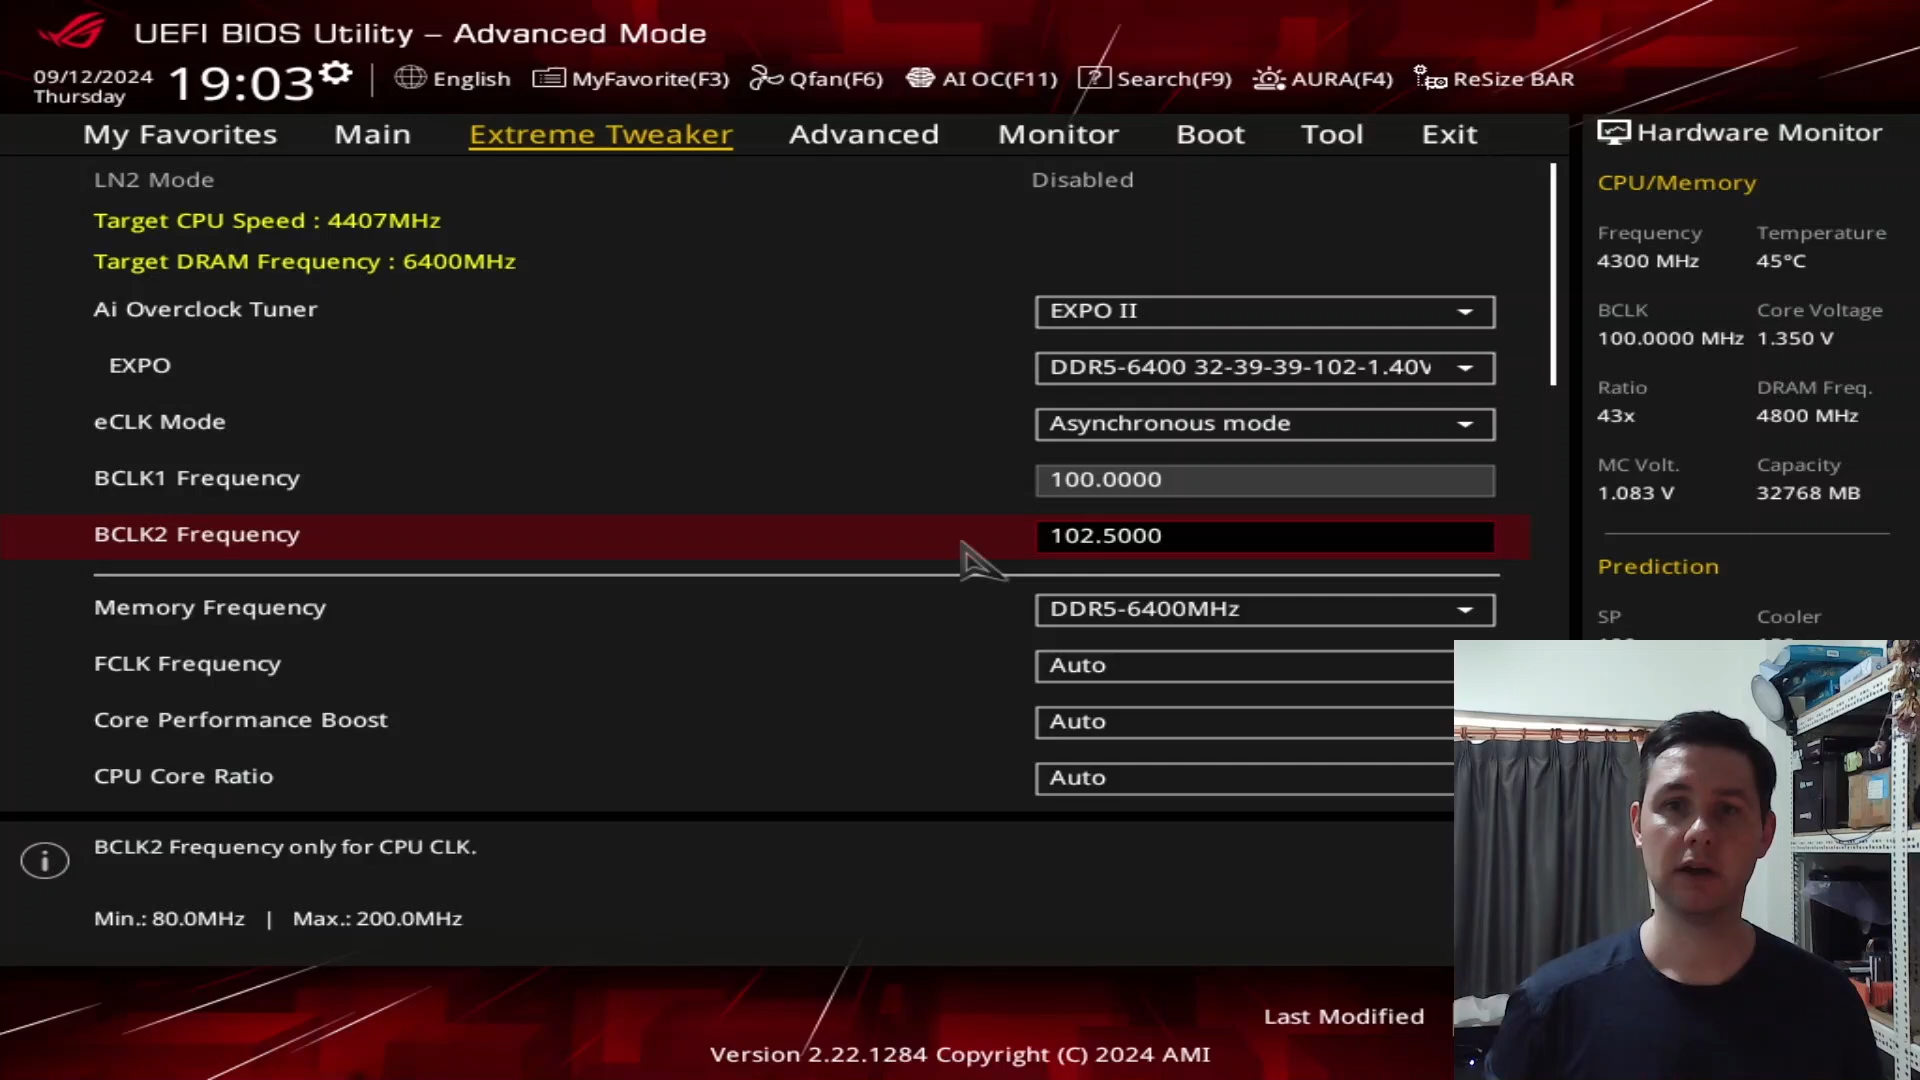 UEFI BIOS Utility – Advanced Mode
09/12/2024
Thursday
19:03
English
MyFavorite(F3)
Qfan(F6)
AI OC(F11)
Search(F9)
AURA(F4)
ReSize BAR
My Favorites
Main
Extreme Tweaker
Advanced
Monitor
Boot
Tool
Exit
LN2 Mode
Disabled
Target CPU Speed : 4407MHz
Target DRAM Frequency : 6400MHz
Ai Overclock Tuner
EXPO II
EXPO
DDR5-6400 32-39-39-102-1.40V
eCLK Mode
Asynchronous mode
BCLK1 Frequency
100.0000
BCLK2 Frequency
102.5000
Memory Frequency
DDR5-6400MHz
FCLK Frequency
Auto
Core Performance Boost
Auto
CPU Core Ratio
Auto
BCLK2 Frequency only for CPU CLK.
Min.: 80.0MHz | Max.: 200.0MHz
Hardware Monitor
CPU/Memory
Frequency
Temperature
4300 MHz
45°C
BCLK
Core Voltage
100.0000 MHz
1.350 V
Ratio
DRAM Freq.
43x
4800 MHz
MC Volt.
Capacity
1.083 V
32768 MB
Prediction
SP
Cooler
Last Modified
Version 2.22.1284 Copyright (C) 2024 AMI